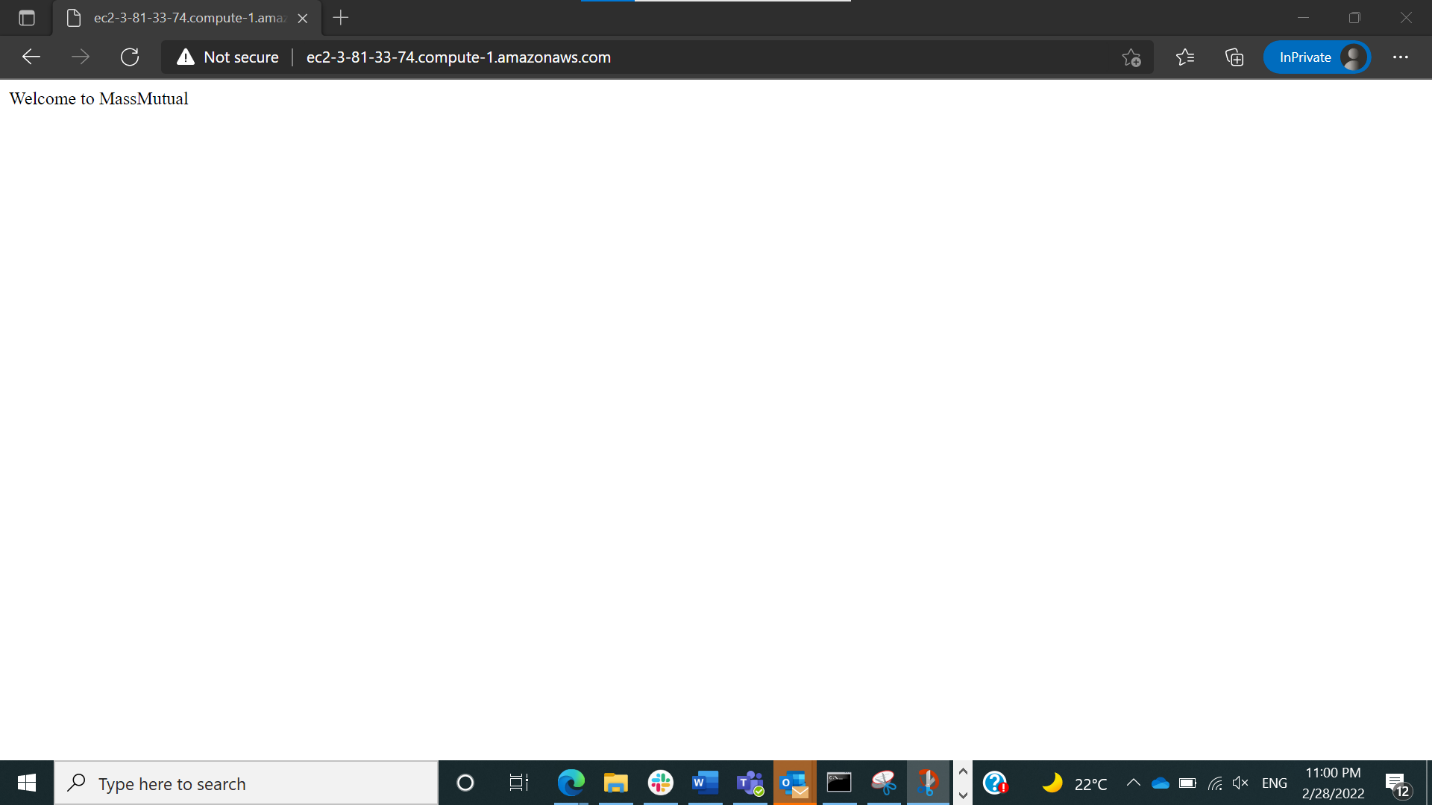 ec2-3-81-33-74.compute-1.ama
Not secure
ec2-3-81-33-74.compute-1.amazonaws.com
InPrivate
Welcome to MassMutual
Type here to search
22°C
ENG
11:00 PM
2/28/2022
12